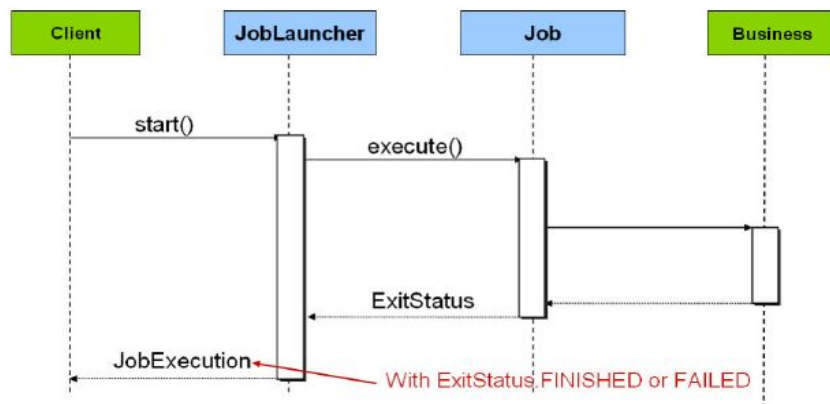 Client
JobLauncher
Job
Business
start()
execute()
ExitStatus
JobExecution
With ExitStatus.FINISHED or FAILED